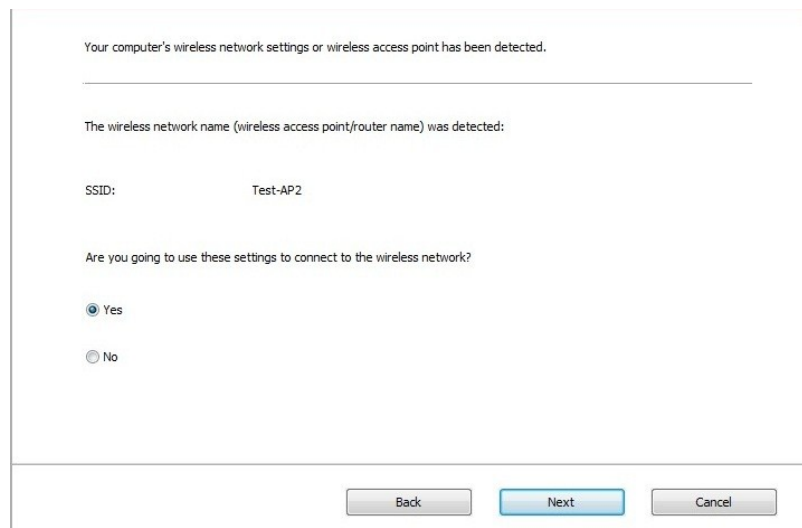 Your computer's wireless network settings or wireless access point has been detected.
The wireless network name (wireless access point/router name) was detected:
SSID: Test-AP2
Are you going to use these settings to connect to the wireless network?
Yes
No
Back Next Cancel